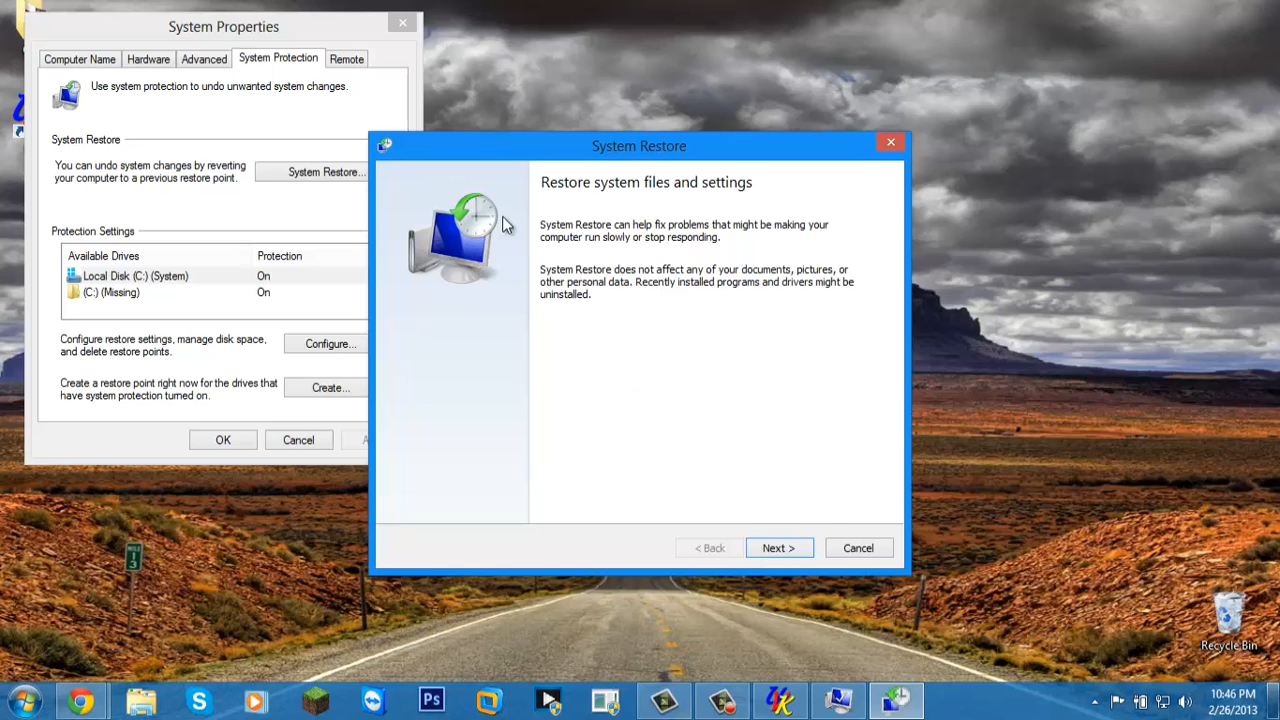 System Properties
Computer Name
Hardware
Advanced
System Protection
Remote
Use system protection to undo unwanted system changes.
System Restore
You can undo system changes by reverting
your computer to a previous restore point.
System Restore...
Protection Settings
Available Drives
Protection
Local Disk (C:) (System)
On
(C:) (Missing)
On
Configure restore settings, manage disk space,
and delete restore points.
Configure...
Create a restore point right now for the drives that
have system protection turned on.
Create...
OK
Cancel
A
System Restore
Restore system files and settings
System Restore can help fix problems that might be making your
computer run slowly or stop responding.
System Restore does not affect any of your documents, pictures, or
other personal data. Recently installed programs and drivers might be
uninstalled.
< Back
Next >
Cancel
MILE
13
Recycle Bin
S
Ps
10:46 PM
2/26/2013